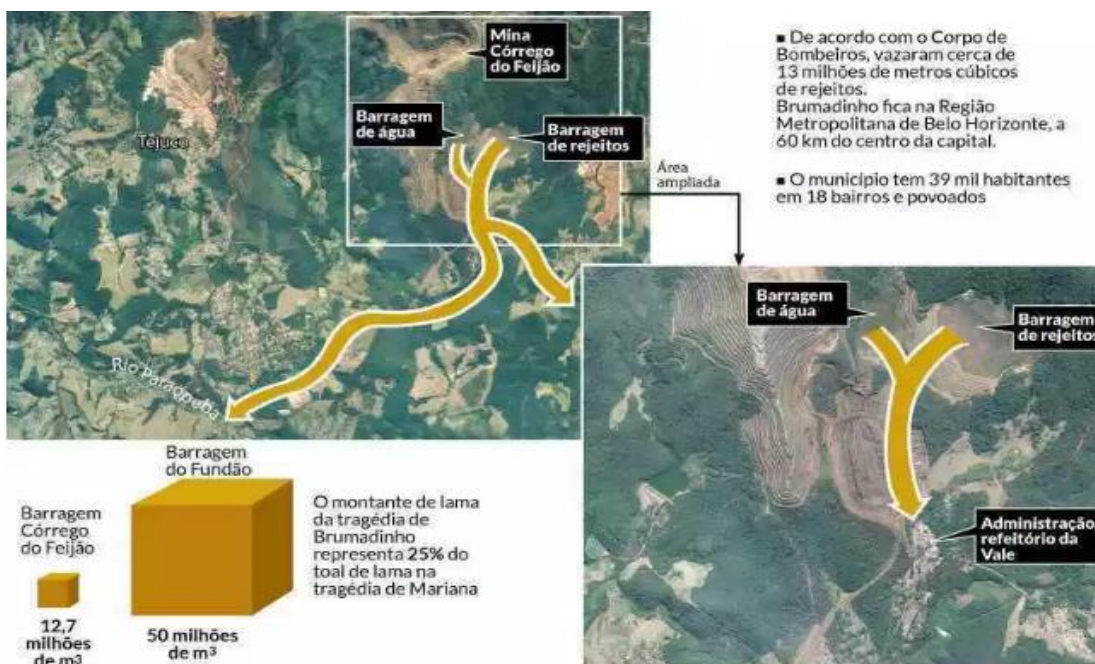 Mina
Córrego
do Feijão
Barragem
de água
Barragem
de rejeitos
Tejuco
Área
ampliada
Rio Paraopeba
■ De acordo com o Corpo de
Bombeiros, vazaram cerca de
13 milhões de metros cúbicos
de rejeitos.
Brumadinho fica na Região
Metropolitana de Belo Horizonte, a
60 km do centro da capital.
■ O município tem 39 mil habitantes
em 18 bairros e povoados
Barragem
de água
Barragem
de rejeitos
Administração
refeitório da
Vale
Barragem
do Fundão
Barragem
Córrego
do Feijão
12,7
milhões
de m³
50 milhões
de m³
O montante de lama
da tragédia de
Brumadinho
representa 25% do
toal de lama na
tragédia de Mariana